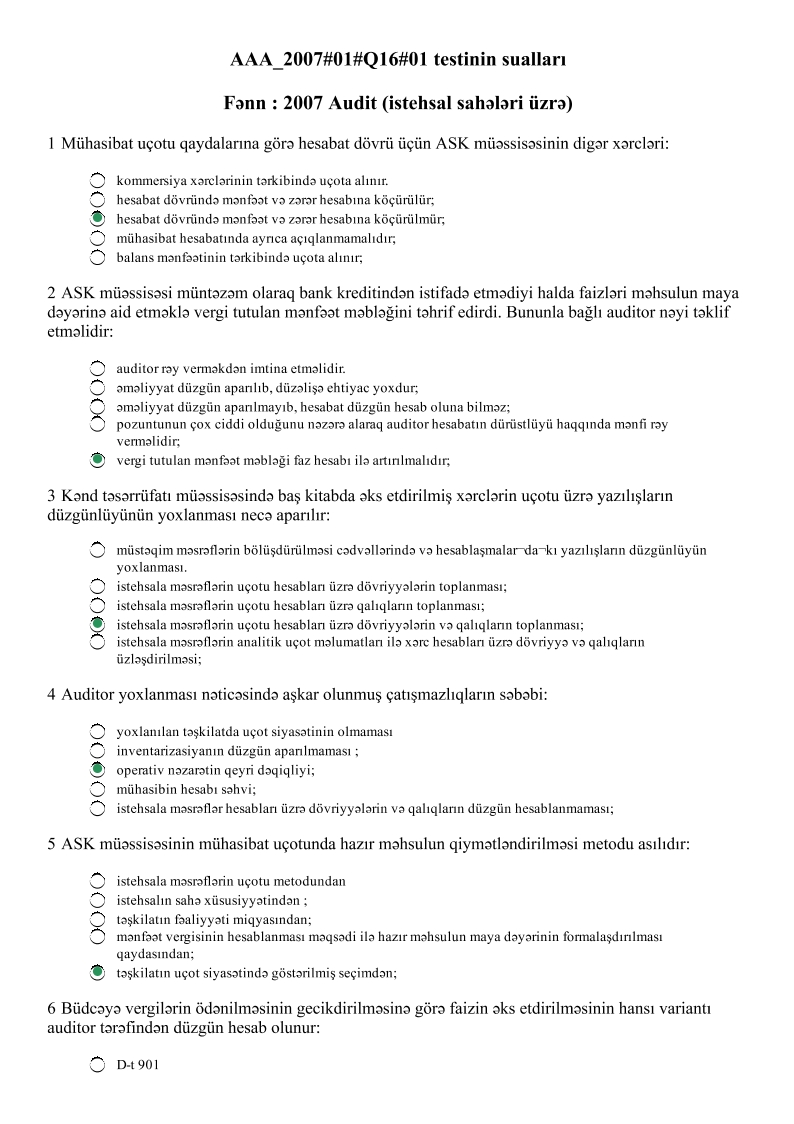 AAA_2007#01#Q16#01 testinin sualları
Fənn : 2007 Audit (istehsal sahələri üzrə)
1 Mühasibat uçotu qaydalarına görə hesabat dövrü üçün ASK müəssisəsinin digər xərcləri:
kommersiya xərclərinin tərkibində uçota alınır.
hesabat dövründə mənfəət və zərər hesabına köçürülür;
hesabat dövründə mənfəət və zərər hesabına köçürülmür;
mühasibat hesabatında ayrıca açıqlanmamalıdır;
balans mənfəətinin tərkibində uçota alınır;
2 ASK müəssisəsi müntəzəm olaraq bank kreditindən istifadə etmədiyi halda faizləri məhsulun maya
dəyərinə aid etməklə vergi tutulan mənfəət məbləğini təhrif edirdi. Bununla bağlı auditor nəyi təklif
etməlidir:
auditor rəy verməkdən imtina etməlidir.
əməliyyat düzgün aparılıb, düzəlişə ehtiyac yoxdur;
əməliyyat düzgün aparılmayıb, hesabat düzgün hesab oluna bilməz;
pozuntunun çox ciddi olduğunu nəzərə alaraq auditor hesabatın dürüstlüyü haqqında mənfi rəy
verməlidir;
vergi tutulan mənfəət məbləği faz hesabı ilə artırılmalıdır;
3 Kənd təsərrüfatı müəssisəsində baş kitabda əks etdirilmiş xərclərin uçotu üzrə yazılışların
düzgünlüyünün yoxlanması necə aparılır:
müstəqim məsrəflərin bölüşdürülməsi cədvəllərində və hesablaşmalar¬da¬kı yazılışların düzgünlüyün
yoxlanması.
istehsala məsrəflərin uçotu hesabları üzrə dövriyyələrin toplanması;
istehsala məsrəflərin uçotu hesabları üzrə qalıqların toplanması;
istehsala məsrəflərin uçotu hesabları üzrə dövriyyələrin və qalıqların toplanması;
istehsala məsrəflərin analitik uçot məlumatları ilə xərc hesabları üzrə dövriyyə və qalıqların
üzləşdirilməsi;
4 Auditor yoxlanması nəticəsində aşkar olunmuş çatışmazlıqların səbəbi:
yoxlanılan təşkilatda uçot siyasətinin olmaması
inventarizasiyanın düzgün aparılmaması ;
operativ nəzarətin qeyri dəqiqliyi;
mühasibin hesabı səhvi;
istehsala məsrəflər hesabları üzrə dövriyyələrin və qalıqların düzgün hesablanmaması;
5 ASK müəssisəsinin mühasibat uçotunda hazır məhsulun qiymətləndirilməsi metodu asılıdır:
istehsala məsrəflərin uçotu metodundan
istehsalın sahə xüsusiyyətindən ;
təşkilatın fəaliyyəti miqyasından;
mənfəət vergisinin hesablanması məqsədi ilə hazır məhsulun maya dəyərinin formalaşdırılması
qaydasından;
təşkilatın uçot siyasətində göstərilmiş seçimdən;
6 Büdcəyə vergilərin ödənilməsinin gecikdirilməsinə görə faizin əks etdirilməsinin hansı variantı
auditor tərəfindən düzgün hesab olunur:
D-t 901